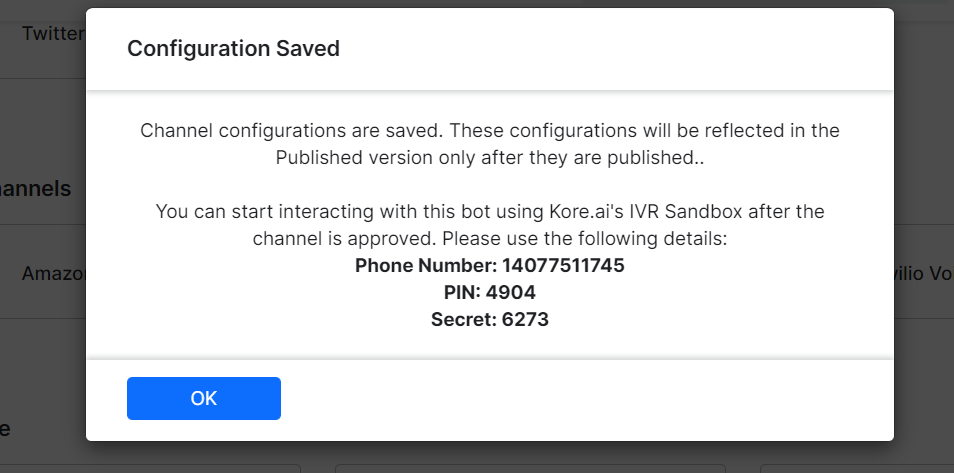 Twitter
Configuration Saved
Channel configurations are saved. These configurations will be reflected in the
Published version only after they are published..
annels
You can start interacting with this bot using Kore.ai's IVR Sandbox after the
channel is approved. Please use the following details:
Phone Number: 14077511745
Amazo
vilio Vo
PIN: 4904
Secret: 6273
OK
e